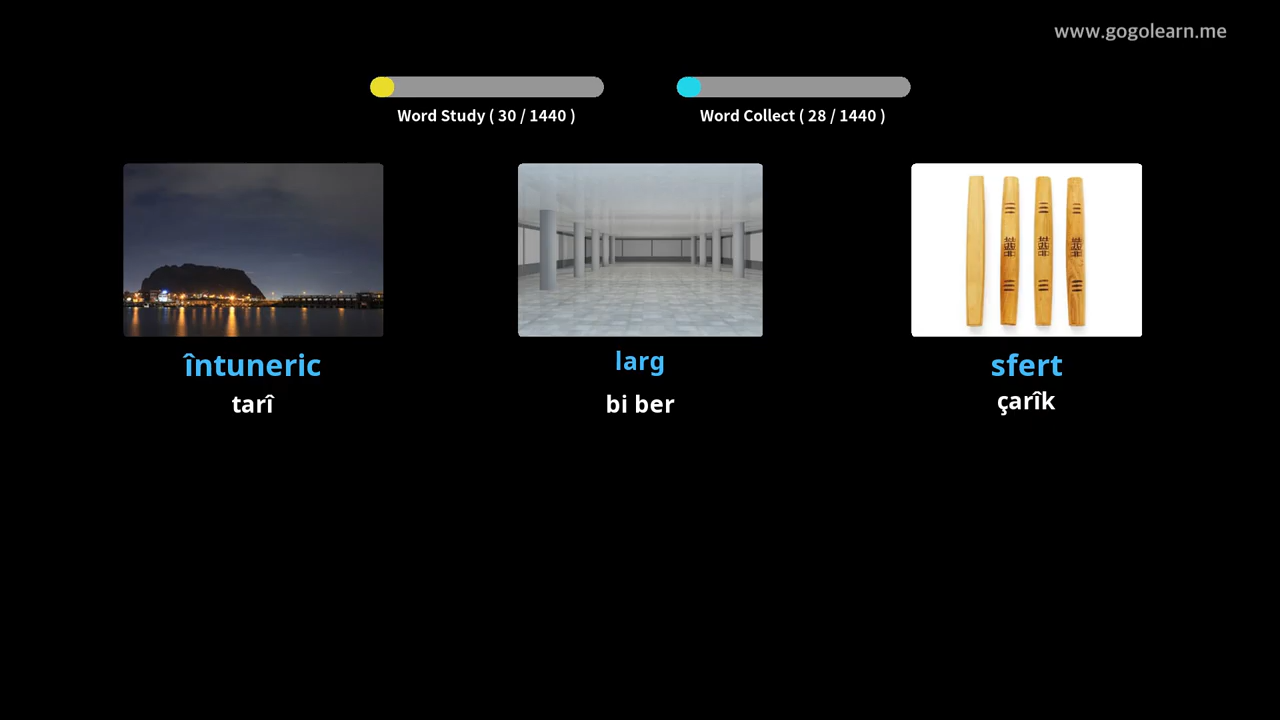 www.gogolearn.me
Word Study ( 30 / 1440 )
Word Collect ( 28 / 1440 )
întuneric
larg
sfert
tarî
bi ber
çarîk